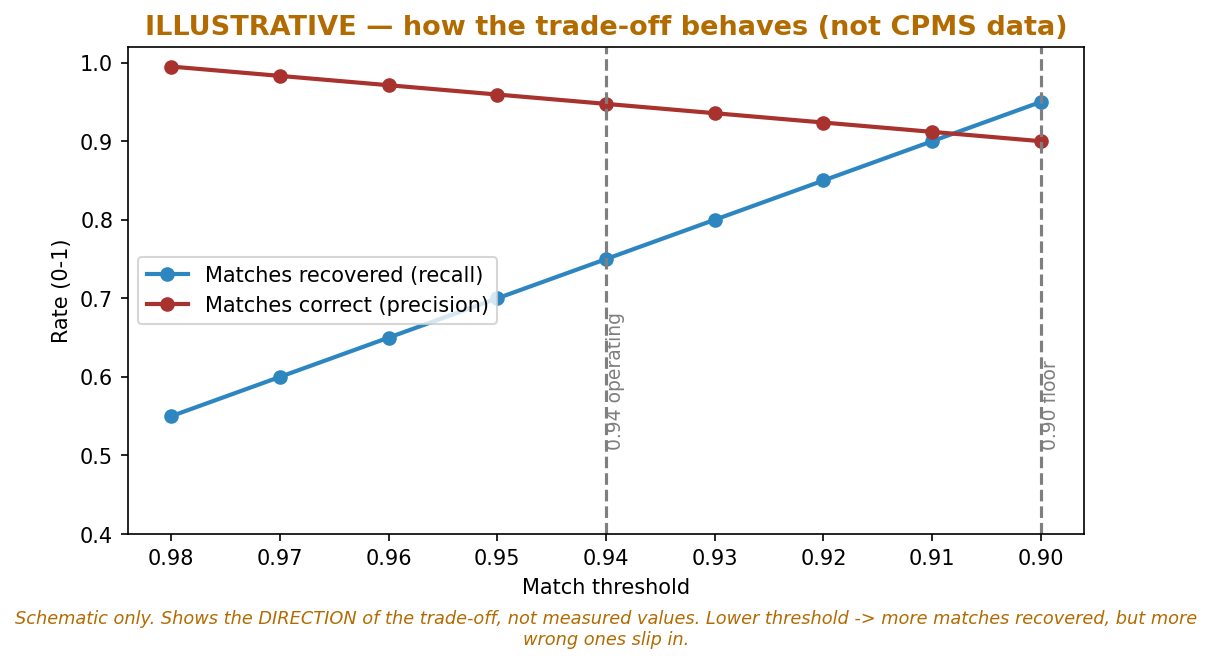 ILLUSTRATIVE — how the trade-off behaves (not CPMS data)
1.0
0.9
0.8
0.7
0.6
0.5
0.4
Rate (0-1)
Matches recovered (recall)
Matches correct (precision)
0.94 operating
0.90 floor
0.98 0.97 0.96 0.95 0.94 0.93 0.92 0.91 0.90
Match threshold
Schematic only. Shows the DIRECTION of the trade-off, not measured values. Lower threshold -> more matches recovered, but more
wrong ones slip in.